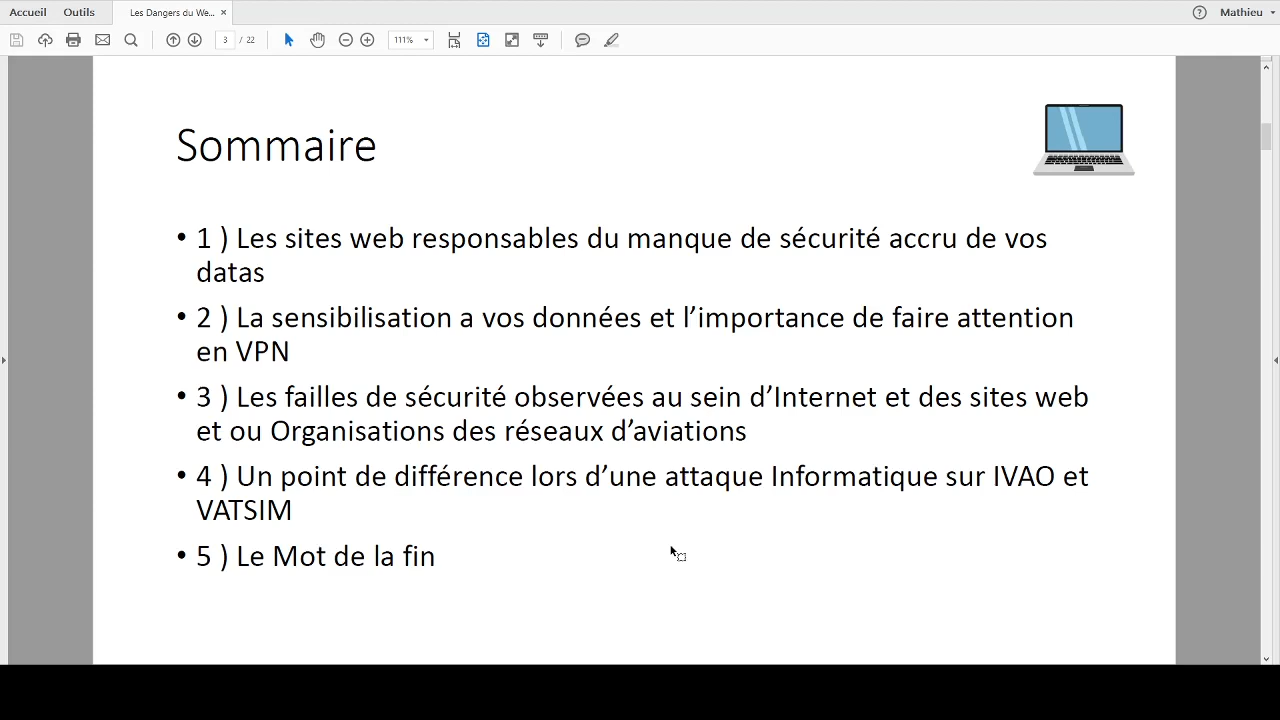 Accueil Outils Les Dangers du We... × Mathieu
3 / 22 111%
Sommaire
• 1 ) Les sites web responsables du manque de sécurité accru de vos
datas
• 2 ) La sensibilisation a vos données et l’importance de faire attention
en VPN
• 3 ) Les failles de sécurité observées au sein d’Internet et des sites web
et ou Organisations des réseaux d’aviations
• 4 ) Un point de différence lors d’une attaque Informatique sur IVAO et
VATSIM
• 5 ) Le Mot de la fin